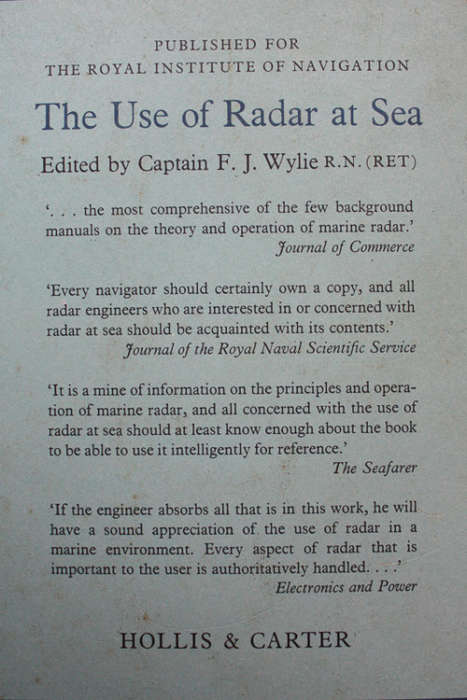 PUBLISHED FOR
THE ROYAL INSTITUTE OF NAVIGATION
The Use of Radar at Sea
Edited by Captain F. J. Wylie R.N. (RET)
‘. . . the most comprehensive of the few background
manuals on the theory and operation of marine radar.’
Journal of Commerce
‘Every navigator should certainly own a copy, and all
radar engineers who are interested in or concerned with
radar at sea should be acquainted with its contents.’
Journal of the Royal Naval Scientific Service
‘It is a mine of information on the principles and opera-
tion of marine radar, and all concerned with the use of
radar at sea should at least know enough about the book
to be able to use it intelligently for reference.’
The Seafarer
‘If the engineer absorbs all that is in this work, he will
have a sound appreciation of the use of radar in a
marine environment. Every aspect of radar that is
important to the user is authoritatively handled. . . .’
Electronics and Power
HOLLIS & CARTER